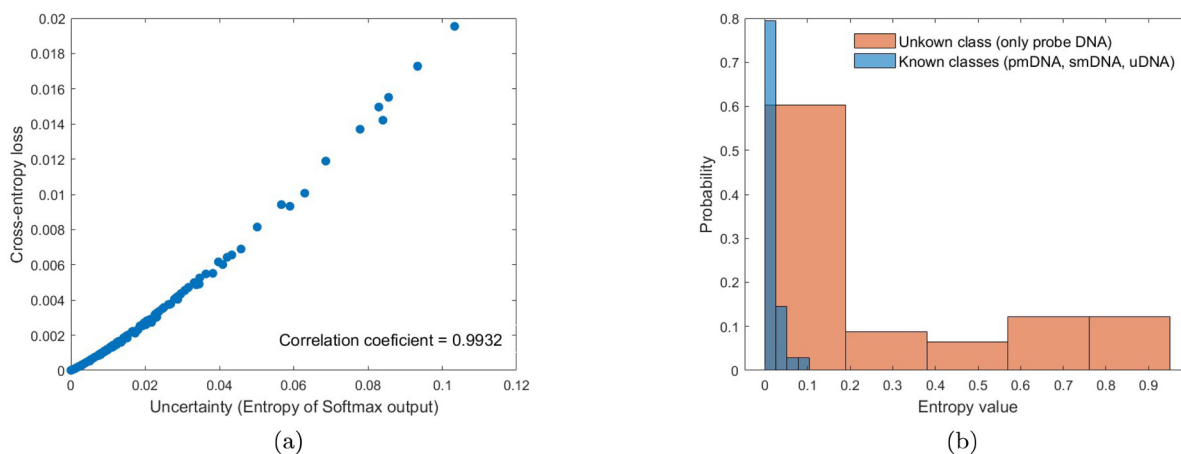 0.02
0.018
0.016
0.014
0.012
0.01
0.008
0.006
0.004
0.002
0
Cross-entropy loss
Correlation coeficient = 0.9932
0 0.02 0.04 0.06 0.08 0.1 0.12
Uncertainty (Entropy of Softmax output)
(a)
0.8
0.7
0.6
0.5
0.4
0.3
0.2
0.1
0
Probability
Unkown class (only probe DNA)
Known classes (pmDNA, smDNA, uDNA)
0 0.1 0.2 0.3 0.4 0.5 0.6 0.7 0.8 0.9
Entropy value
(b)